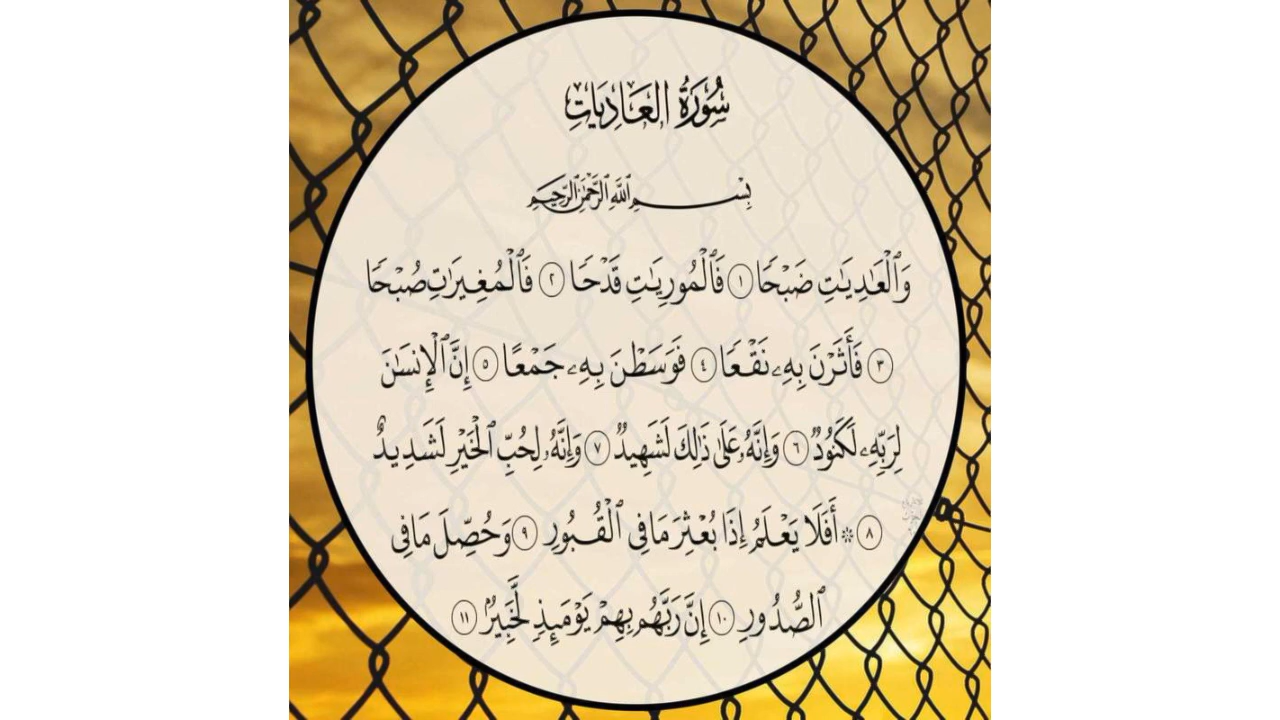 سُورَةُ العَادِيَاتِ
بِسْمِ ٱللَّهِ ٱلرَّحْمَٰنِ ٱلرَّحِيمِ
وَٱلْعَٰدِيَٰتِ ضَبْحًا ١ فَٱلْمُورِيَٰتِ قَدْحًا ٢ فَٱلْمُغِيرَٰتِ صُبْحًا
٣ فَأَثَرْنَ بِهِۦ نَقْعًا ٤ فَوَسَطْنَ بِهِۦ جَمْعًا ٥ إِنَّ ٱلْإِنسَٰنَ
لِرَبِّهِۦ لَكَنُودٌ ٦ وَإِنَّهُۥ عَلَىٰ ذَٰلِكَ لَشَهِيدٌ ٧ وَإِنَّهُۥ لِحُبِّ ٱلْخَيْرِ لَشَدِيدٌ
٨ ۞ أَفَلَا يَعْلَمُ إِذَا بُعْثِرَ مَا فِى ٱلْقُبُورِ ٩ وَحُصِّلَ مَا فِى
ٱلصُّدُورِ ١٠ إِنَّ رَبَّهُم بِهِمْ يَوْمَئِذٍ لَّخَبِيرٌۢ ١١